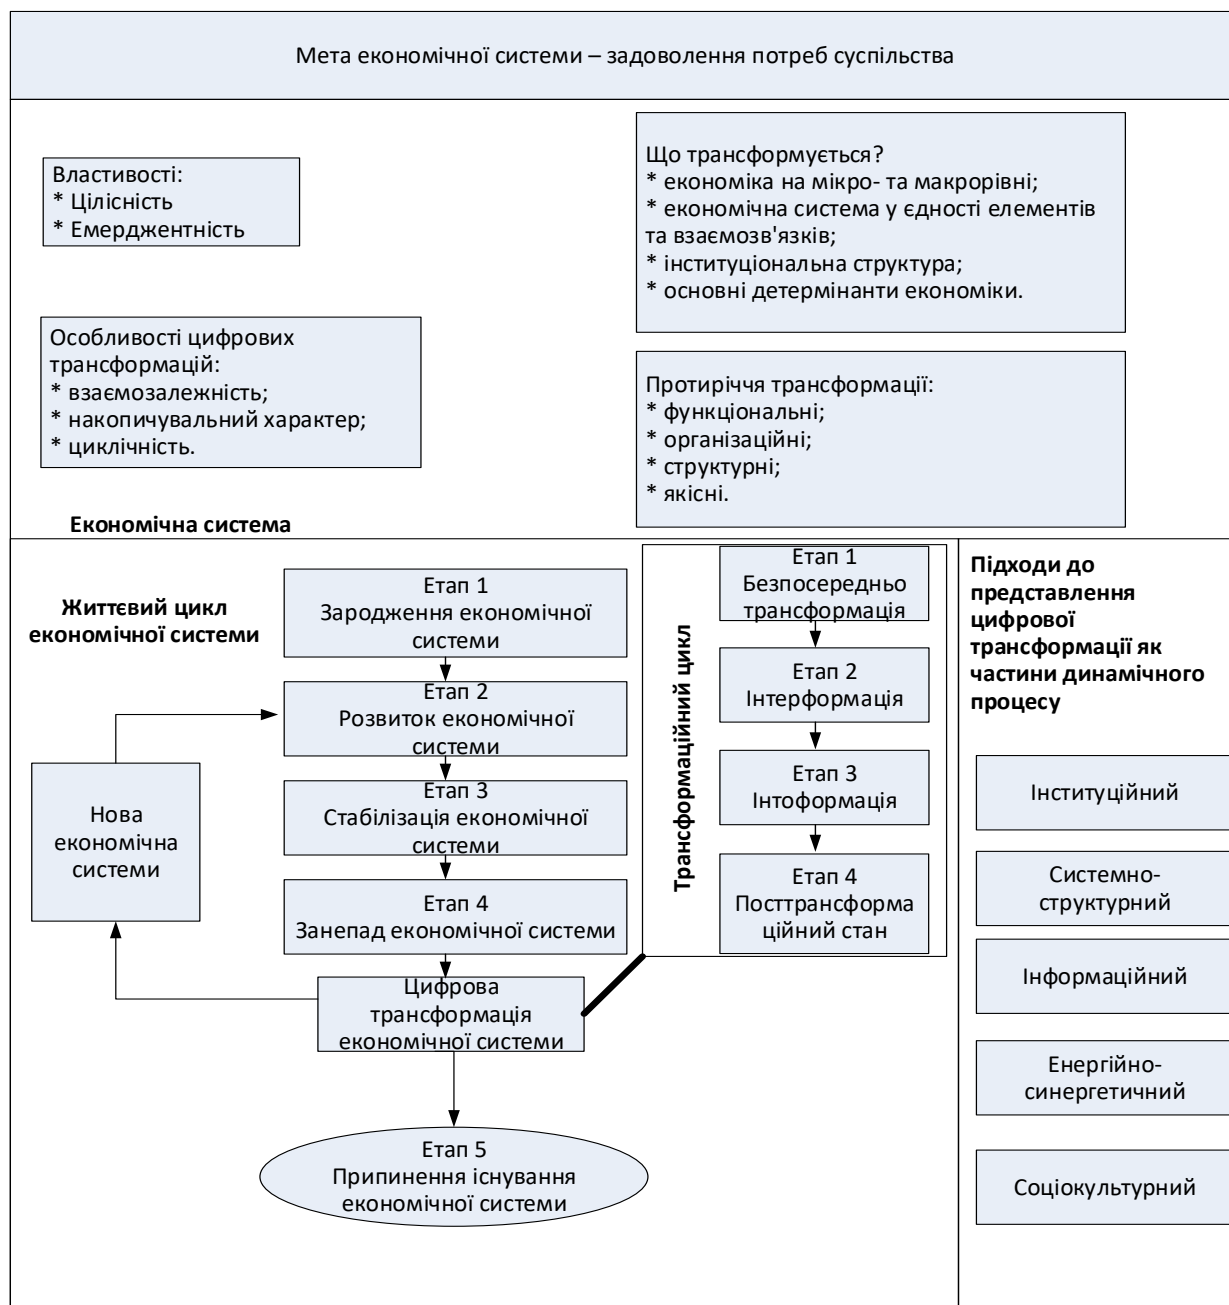 Мета економічної системи – задоволення потреб суспільства
Властивості:
* Цілісність
* Емерджентність
Що трансформується?
* економіка на мікро- та макрорівні;
* економічна система у єдності елементів
та взаємозв'язків;
* інституціональна структура;
* основні детермінанти економіки.
Особливості цифрових
трансформацій:
* взаємозалежність;
* накопичувальний характер;
* циклічність.
Протиріччя трансформації:
* функціональні;
* організаційні;
* структурні;
* якісні.
Економічна система
Життєвий цикл
економічної системи
Етап 1
Зародження економічної
системи
Етап 2
Розвиток економічної
системи
Етап 3
Стабілізація економічної
системи
Етап 4
Занепад економічної системи
Цифрова
трансформація
економічної системи
Нова
економічна
системи
Етап 5
Припинення існування
економічної системи
Трансформаційний цикл
Етап 1
Безпосередньо
трансформація
Етап 2
Інтерформація
Етап 3
Інтоформація
Етап 4
Посттрансформа
ційний стан
Підходи до
представлення
цифрової
трансформації як
частини динамічного
процесу
Інституційний
Системно-
структурний
Інформаційний
Енергійно-
синергетичний
Соціокультурний